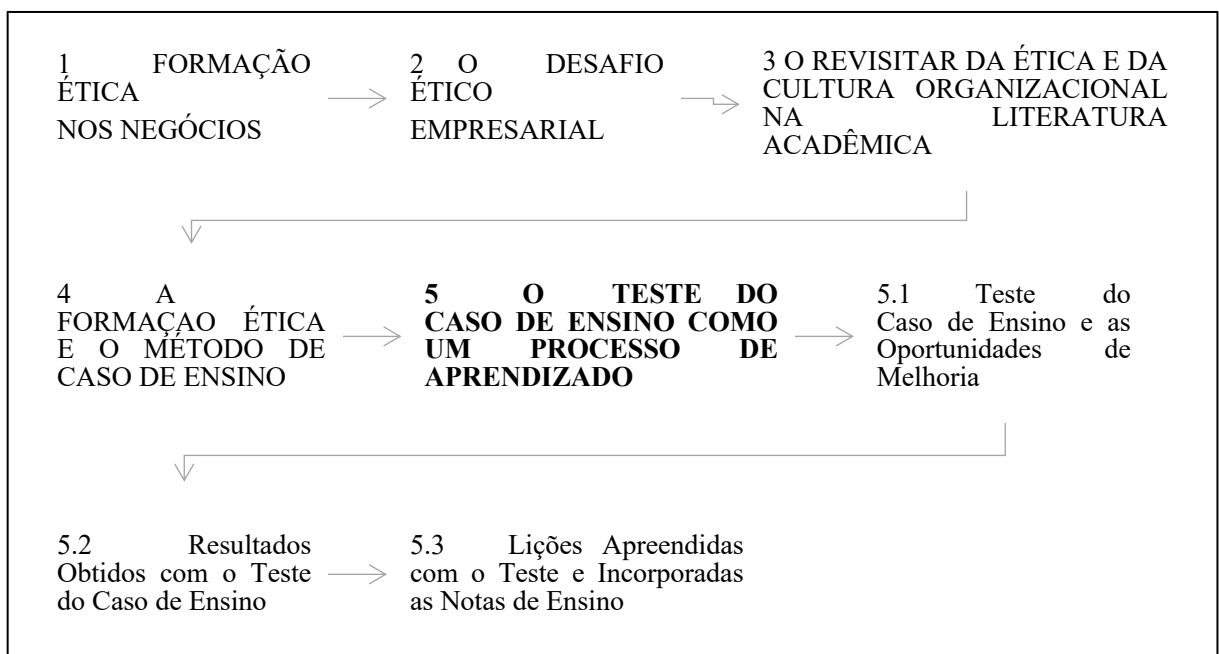 1 FORMAÇÃO
ÉTICA
NOS NEGÓCIOS
2 O DESAFIO
ÉTICO
EMPRESARIAL
3 O REVISITAR DA ÉTICA E DA
CULTURA ORGANIZACIONAL
NA LITERATURA
ACADÊMICA
4 A
FORMAÇAO ÉTICA
E O MÉTODO DE
CASO DE ENSINO
5 O TESTE DO
CASO DE ENSINO COMO
UM PROCESSO DE
APRENDIZADO
5.1 Teste do
Caso de Ensino e as
Oportunidades de
Melhoria
5.2 Resultados
Obtidos com o Teste
do Caso de Ensino
5.3 Lições Apreendidas
com o Teste e Incorporadas
as Notas de Ensino